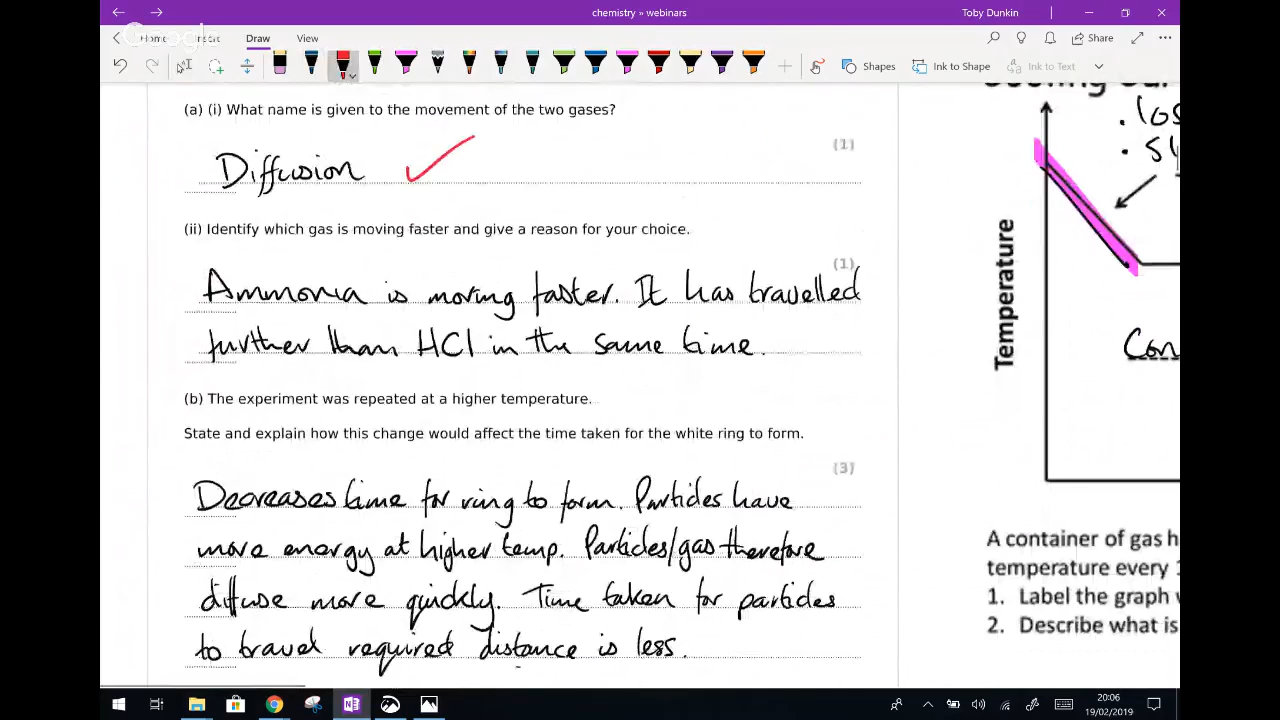 chemistry » webinars
Toby Dunkin
Google
Home
Insert
Draw
View
Share
Shapes
Ink to Shape
Ink to Text
(a) (i) What name is given to the movement of the two gases?
(1)
Diffusion
(ii) Identify which gas is moving faster and give a reason for your choice.
(1)
Ammonia is moving faster. It has travelled
further than HCl in the same time.
(b) The experiment was repeated at a higher temperature.
State and explain how this change would affect the time taken for the white ring to form.
(3)
Decreases time for ring to form. Particles have
more energy at higher temp. Particles/gas therefore
diffuse more quickly. Time taken for particles
to travel required distance is less.
Temperature
Con
A container of gas h
temperature every
1. Label the graph
2. Describe what is
20:06
19/02/2019